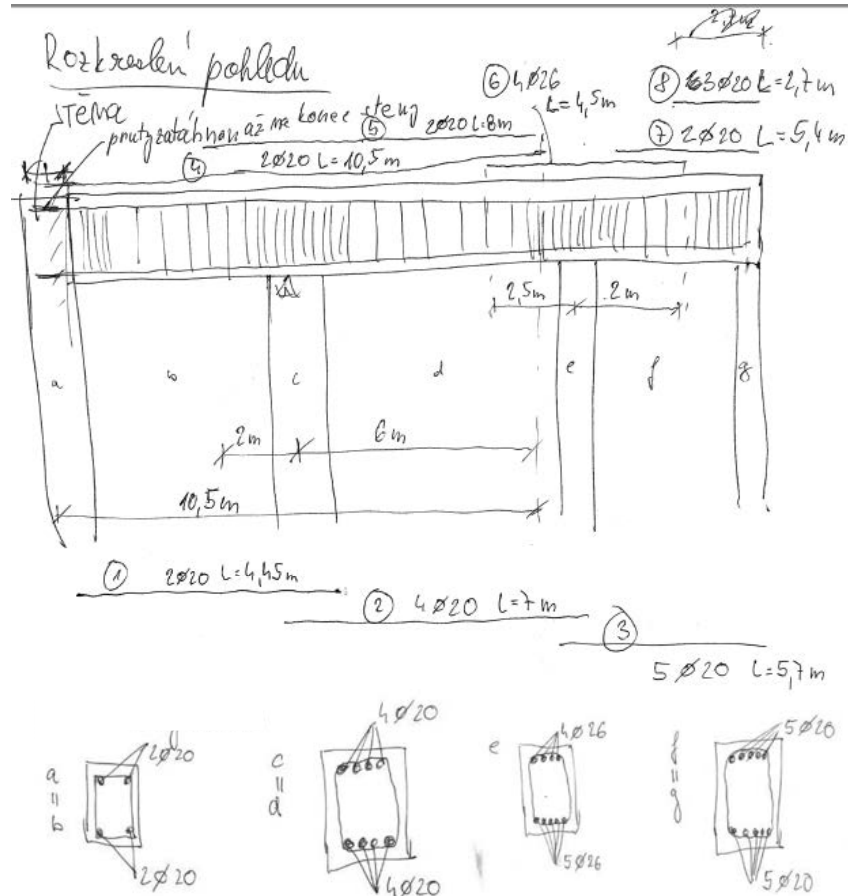 Rozkreslení pohledu
STĚNA
pruty zatáhnout až na konec stěny
⑥ 4ø26
L=4,5m
⑧ 3ø20 L=2,7m
⑤ 2ø20 L=8m
⑦ 2ø20 L=5,4m
④ 2ø20 L=10,5m
2,5m 2m
a b c d e f g
2m 6m
10,5m
① 2ø20 L=4,45m
② 4ø20 L=7m
③
5ø20 L=5,7m
a = b
2ø20
2ø20
c = d
4ø20
4ø20
e
4ø26
5ø26
f = g
5ø20
5ø20